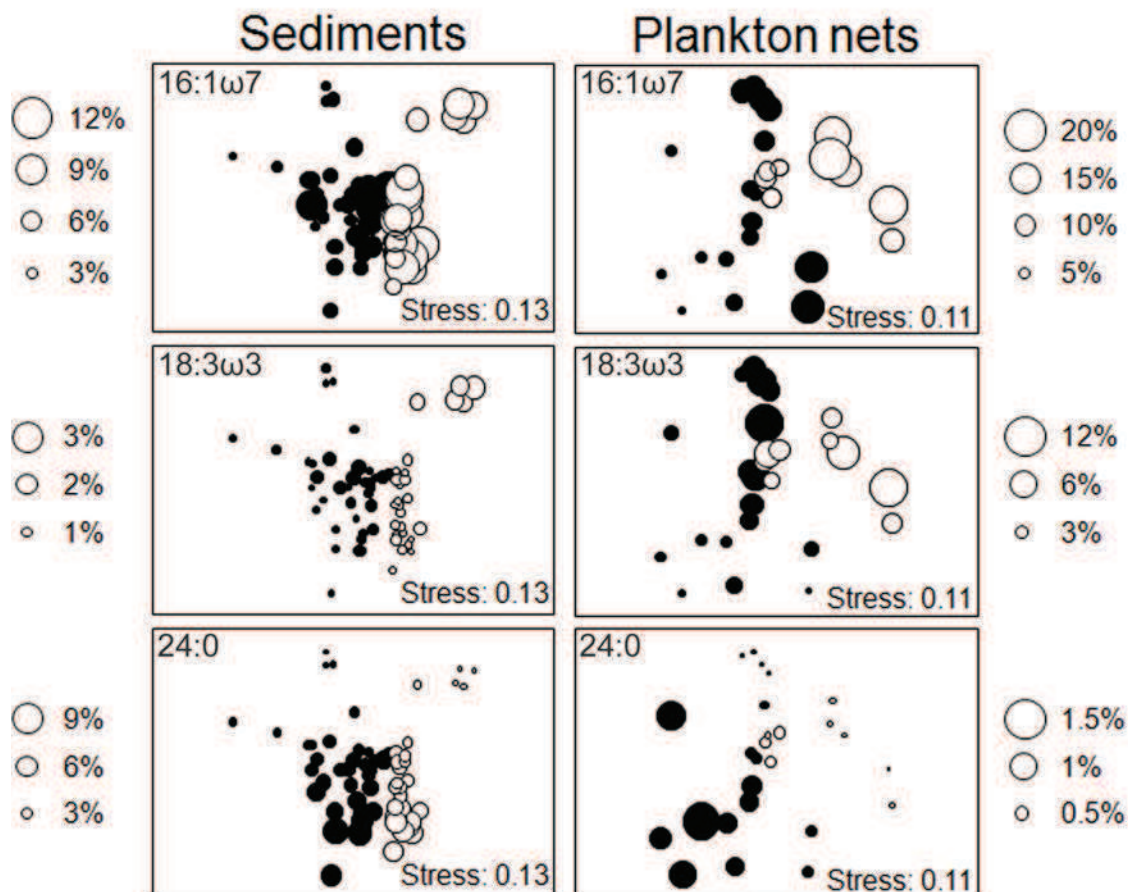 Sediments
Plankton nets
16:1ω7
12%
9%
6%
3%
Stress: 0.13
16:1ω7
20%
15%
10%
5%
Stress: 0.11
18:3ω3
3%
2%
1%
Stress: 0.13
18:3ω3
12%
6%
3%
Stress: 0.11
24:0
9%
6%
3%
Stress: 0.13
24:0
1.5%
1%
0.5%
Stress: 0.11